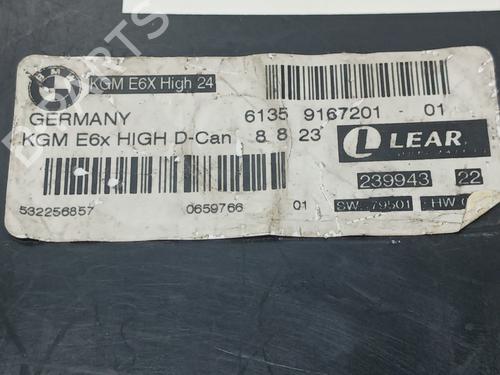 BMW KGM E6X High 24
GERMANY 6135 9167201 01
KGM E6x HIGH D-Can 8 8 23
LEAR
239943 22
532256857 0659766 01 SW. 79501 HW